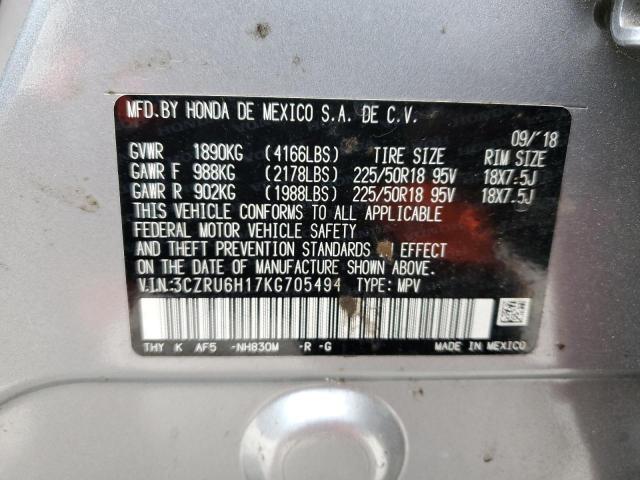 MFD.BY HONDA DE MEXICO S.A. DE C.V.
09/'18
GVWR 1890KG (4166LBS) TIRE SIZE RIM SIZE
GAWR F 988KG (2178LBS) 225/50R18 95V 18X7.5J
GAWR R 902KG (1988LBS) 225/50R18 95V 18X7.5J
THIS VEHICLE CONFORMS TO ALL APPLICABLE
FEDERAL MOTOR VEHICLE SAFETY
AND THEFT PREVENTION STANDARDS IN EFFECT
ON THE DATE OF MANUFACTURE SHOWN ABOVE.
V.I.N:3CZRU6H17KG705494 TYPE: MPV
THY K AF5 -NH830M -R -G MADE IN MEXICO